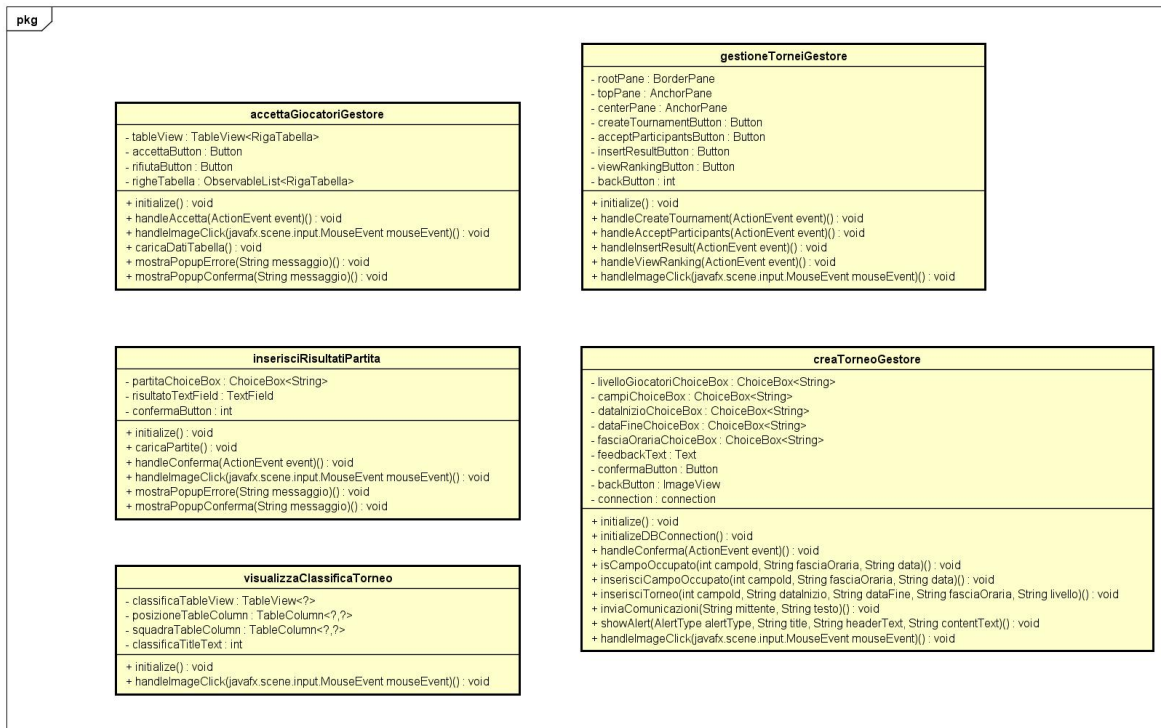 pkg
accettaGiocatoriGestore
- tableView : TableView<RigaTabella>
- accettaButton : Button
- rifiutaButton : Button
- righeTabella : ObservableList<RigaTabella>
+ initialize() : void
+ handleAccetta(ActionEvent event)() : void
+ handleImageClick(javafx.scene.input.MouseEvent mouseEvent)() : void
+ caricaDatiTabella() : void
+ mostraPopupErrore(String messaggio)() : void
+ mostraPopupConferma(String messaggio)() : void
gestioneTorneiGestore
- rootPane : BorderPane
- topPane : AnchorPane
- centerPane : AnchorPane
- createTournamentButton : Button
- acceptParticipantsButton : Button
- insertResultButton : Button
- viewRankingButton : Button
- backButton : int
+ initialize() : void
+ handleCreateTournament(ActionEvent event)() : void
+ handleAcceptParticipants(ActionEvent event)() : void
+ handleInsertResult(ActionEvent event)() : void
+ handleViewRanking(ActionEvent event)() : void
+ handleImageClick(javafx.scene.input.MouseEvent mouseEvent)() : void
inserisciRisultatiPartita
- partitaChoiceBox : ChoiceBox<String>
- risultatoTextField : TextField
- confermaButton : int
+ initialize() : void
+ caricaPartite() : void
+ handleConferma(ActionEvent event)() : void
+ handleImageClick(javafx.scene.input.MouseEvent mouseEvent)() : void
+ mostraPopupErrore(String messaggio)() : void
+ mostraPopupConferma(String messaggio)() : void
creaTorneoGestore
- livelloGiocatoriChoiceBox : ChoiceBox<String>
- campiChoiceBox : ChoiceBox<String>
- dataInizioChoiceBox : ChoiceBox<String>
- dataFineChoiceBox : ChoiceBox<String>
- fasciaOrariaChoiceBox : ChoiceBox<String>
- feedbackText : Text
- confermaButton : Button
- backButton : ImageView
- connection : connection
+ initialize() : void
+ initializeDBConnection() : void
+ handleConferma(ActionEvent event)() : void
+ isCampoOccupato(int campoId, String fasciaOraria, String data)() : void
+ inserisciCampoOccupato(int campoId, String fasciaOraria, String data)() : void
+ inserisciTorneo(int campoId, String dataInizio, String dataFine, String fasciaOraria, String livello)() : void
+ inviaComunicazioni(String mittente, String testo)() : void
+ showAlert(AlertType alertType, String title, String headerText, String contentText)() : void
+ handleImageClick(javafx.scene.input.MouseEvent mouseEvent)() : void
visualizzaClassificaTorneo
- classificaTableView : TableView<?>
- posizioneTableColumn : TableColumn<?,?>
- squadraTableColumn : TableColumn<?,?>
- classificaTitleText : int
+ initialize() : void
+ handleImageClick(javafx.scene.input.MouseEvent mouseEvent)() : void